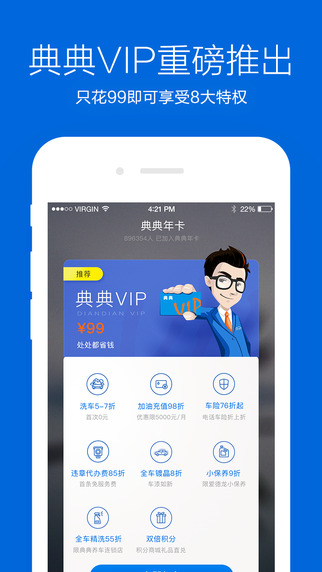 典典VIP重磅推出
只花99即可享受8大特权
VIRGIN 4:21 PM 22%
典典年卡
896354人 已加入典典年卡
推荐
典典VIP
DIANDIAN VIP
¥99
处处都省钱
典典
VIP
洗车5-7折 加油充值98折 车险76折起
首次0元 优惠限5000元/月 电话车险折上折
违章代办费85折 全车镀晶8折 小保养9折
首条免服务费 车漆如新 限爱德龙小保养
全车精洗55折 双倍积分
限典典养车连锁店 积分商城礼品直兑